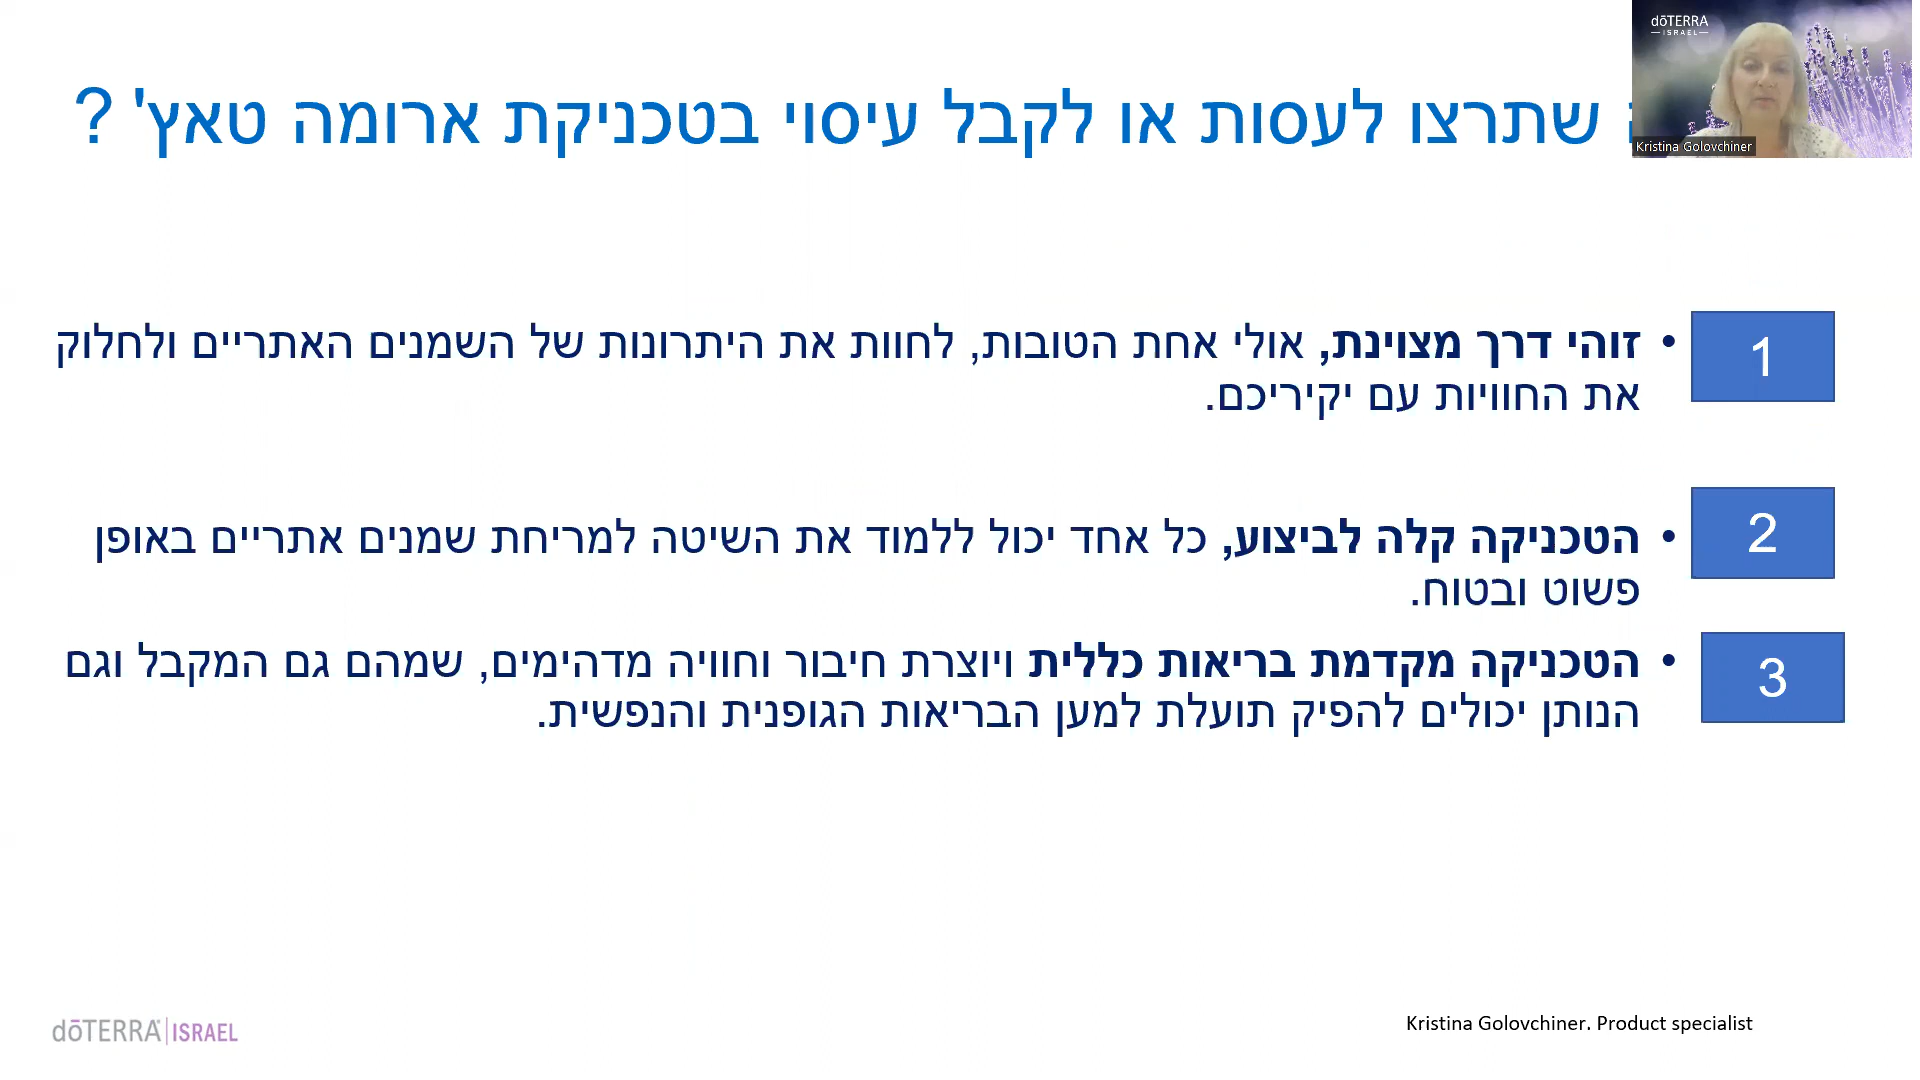 שתרצו לעסות או לקבל עיסוי בטכניקת ארומה טאץ' ?
dōTERRA
ISRAEL
Kristina Golovchiner
1
• זוהי דרך מצוינת, אולי אחת הטובות, לחוות את היתרונות של השמנים האתריים ולחלוק
את החוויות עם יקיריכם.
2
• הטכניקה קלה לביצוע, כל אחד יכול ללמוד את השיטה למריחת שמנים אתריים באופן
פשוט ובטוח.
3
• הטכניקה מקדמת בריאות כללית ויוצרת חיבור וחוויה מדהימים, שמהם גם המקבל וגם
הנותן יכולים להפיק תועלת למען הבריאות הגופנית והנפשית.
dōTERRA | ISRAEL
Kristina Golovchiner. Product specialist